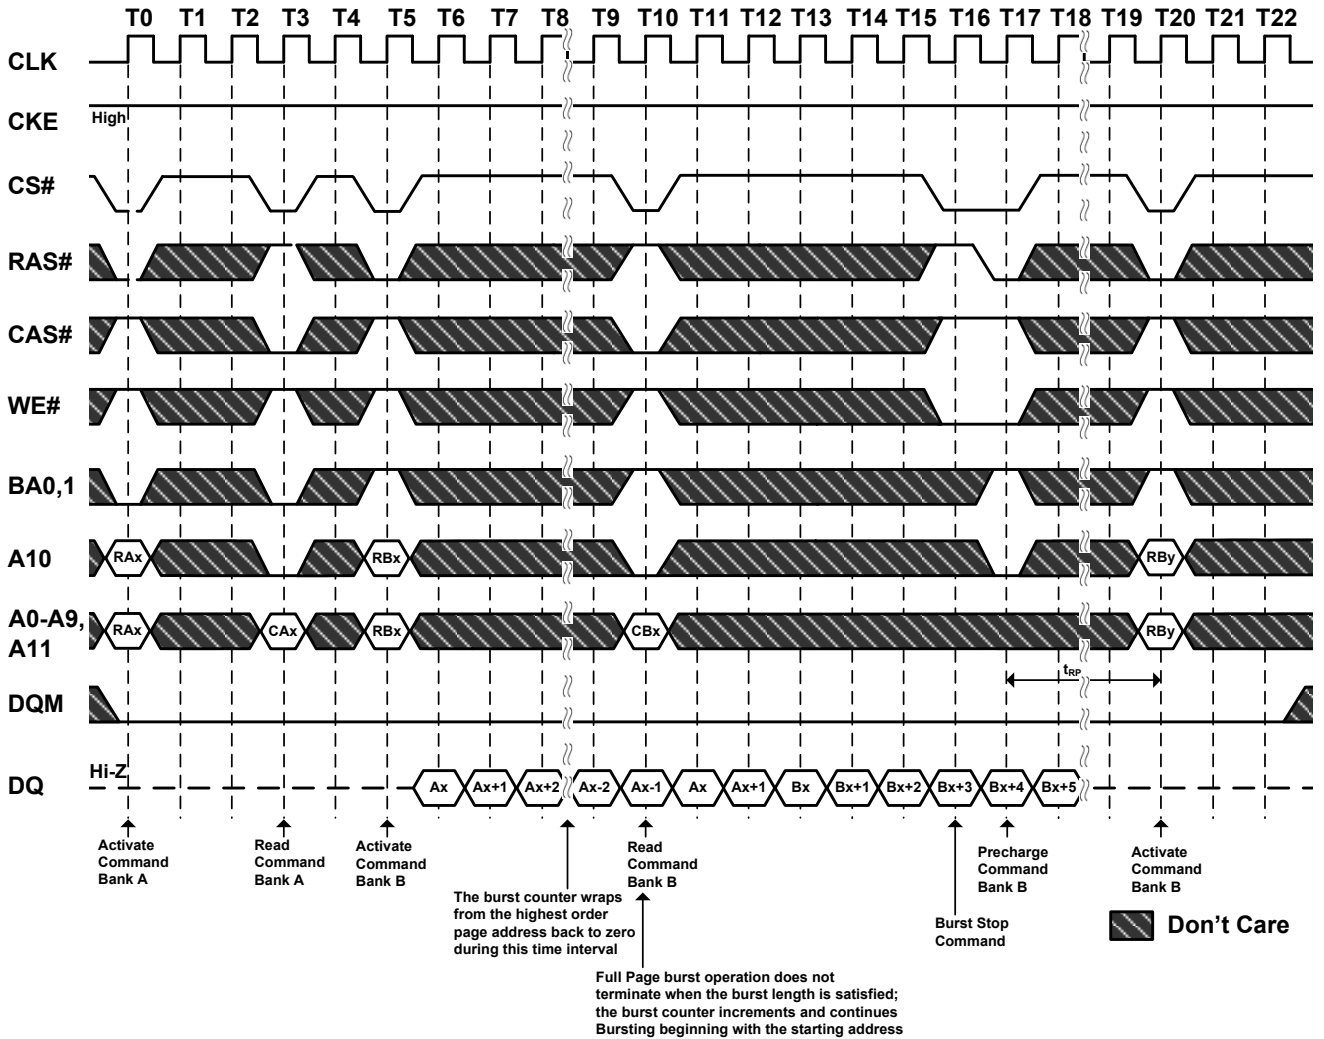 T0 T1 T2 T3 T4 T5 T6 T7 T8 T9 T10 T11 T12 T13 T14 T15 T16 T17 T18 T19 T20 T21 T22
CLK
CKE High
CS#
RAS#
CAS#
WE#
BA0,1
A10 RAx RBx RBy
A0-A9,
A11
RAx CAx RBx CBx RBy
tRP
DQM
DQ Hi-Z Ax Ax+1 Ax+2 Ax-2 Ax-1 Ax Ax+1 Bx Bx+1 Bx+2 Bx+3 Bx+4 Bx+5
Activate
Command
Bank A
Read
Command
Bank A
Activate
Command
Bank B
The burst counter wraps
from the highest order
page address back to zero
during this time interval
Read
Command
Bank B
Full Page burst operation does not
terminate when the burst length is satisfied;
the burst counter increments and continues
Bursting beginning with the starting address
Burst Stop
Command
Precharge
Command
Bank B
Activate
Command
Bank B
Don't Care